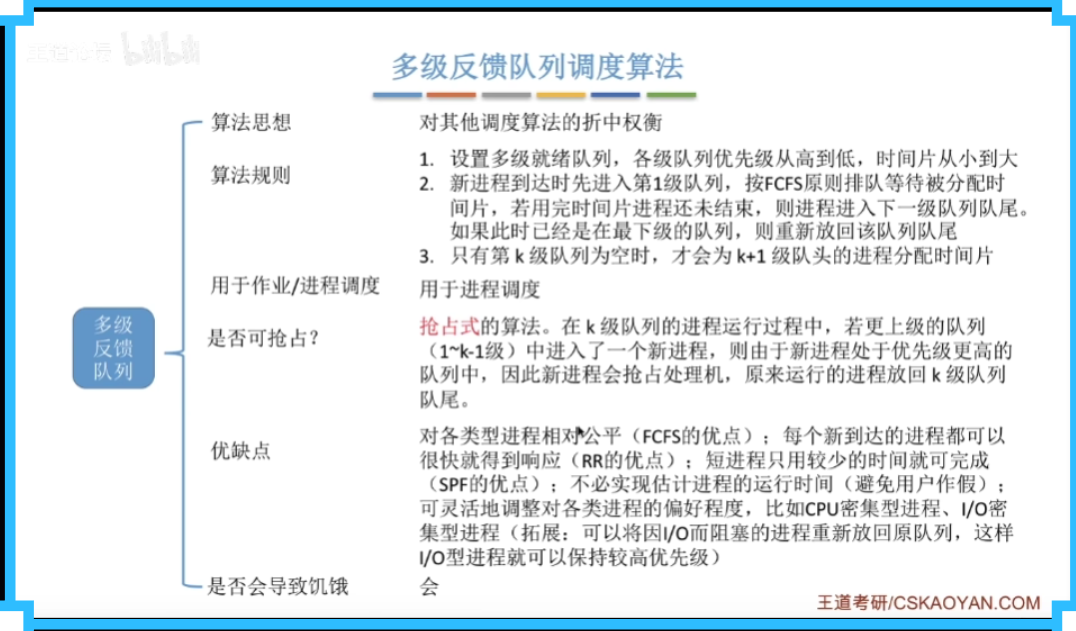 bilibili
多级反馈队列调度算法
算法思想
对其他调度算法的折中权衡
算法规则
1. 设置多级就绪队列，各级队列优先级从高到低，时间片从小到大
2. 新进程到达时先进入第1级队列，按FCFS原则排队等待被分配时
间片，若用完时间片进程还未结束，则进程进入下一级队列队尾。
如果此时已经是在最下级的队列，则重新放回该队列队尾
3. 只有第 k 级队列为空时，才会为 k+1 级队头的进程分配时间片
用于作业/进程调度
用于进程调度
多级
反馈
队列
是否可抢占？
抢占式的算法。在 k 级队列的进程运行过程中，若更上级的队列
（1~k-1级）中进入了一个新进程，则由于新进程处于优先级更高的
队列中，因此新进程会抢占处理机，原来运行的进程放回 k 级队列
队尾。
优缺点
对各类型进程相对公平（FCFS的优点）；每个新到达的进程都可以
很快就得到响应（RR的优点）；短进程只用较少的时间就可完成
（SPF的优点）；不必实现估计进程的运行时间（避免用户作假）；
可灵活地调整对各类进程的偏好程度，比如CPU密集型进程、I/O密
集型进程（拓展：可以将因I/O而阻塞的进程重新放回原队列，这样
I/O型进程就可以保持较高优先级）
是否会导致饥饿
会
王道考研/CSKAOYAN.COM